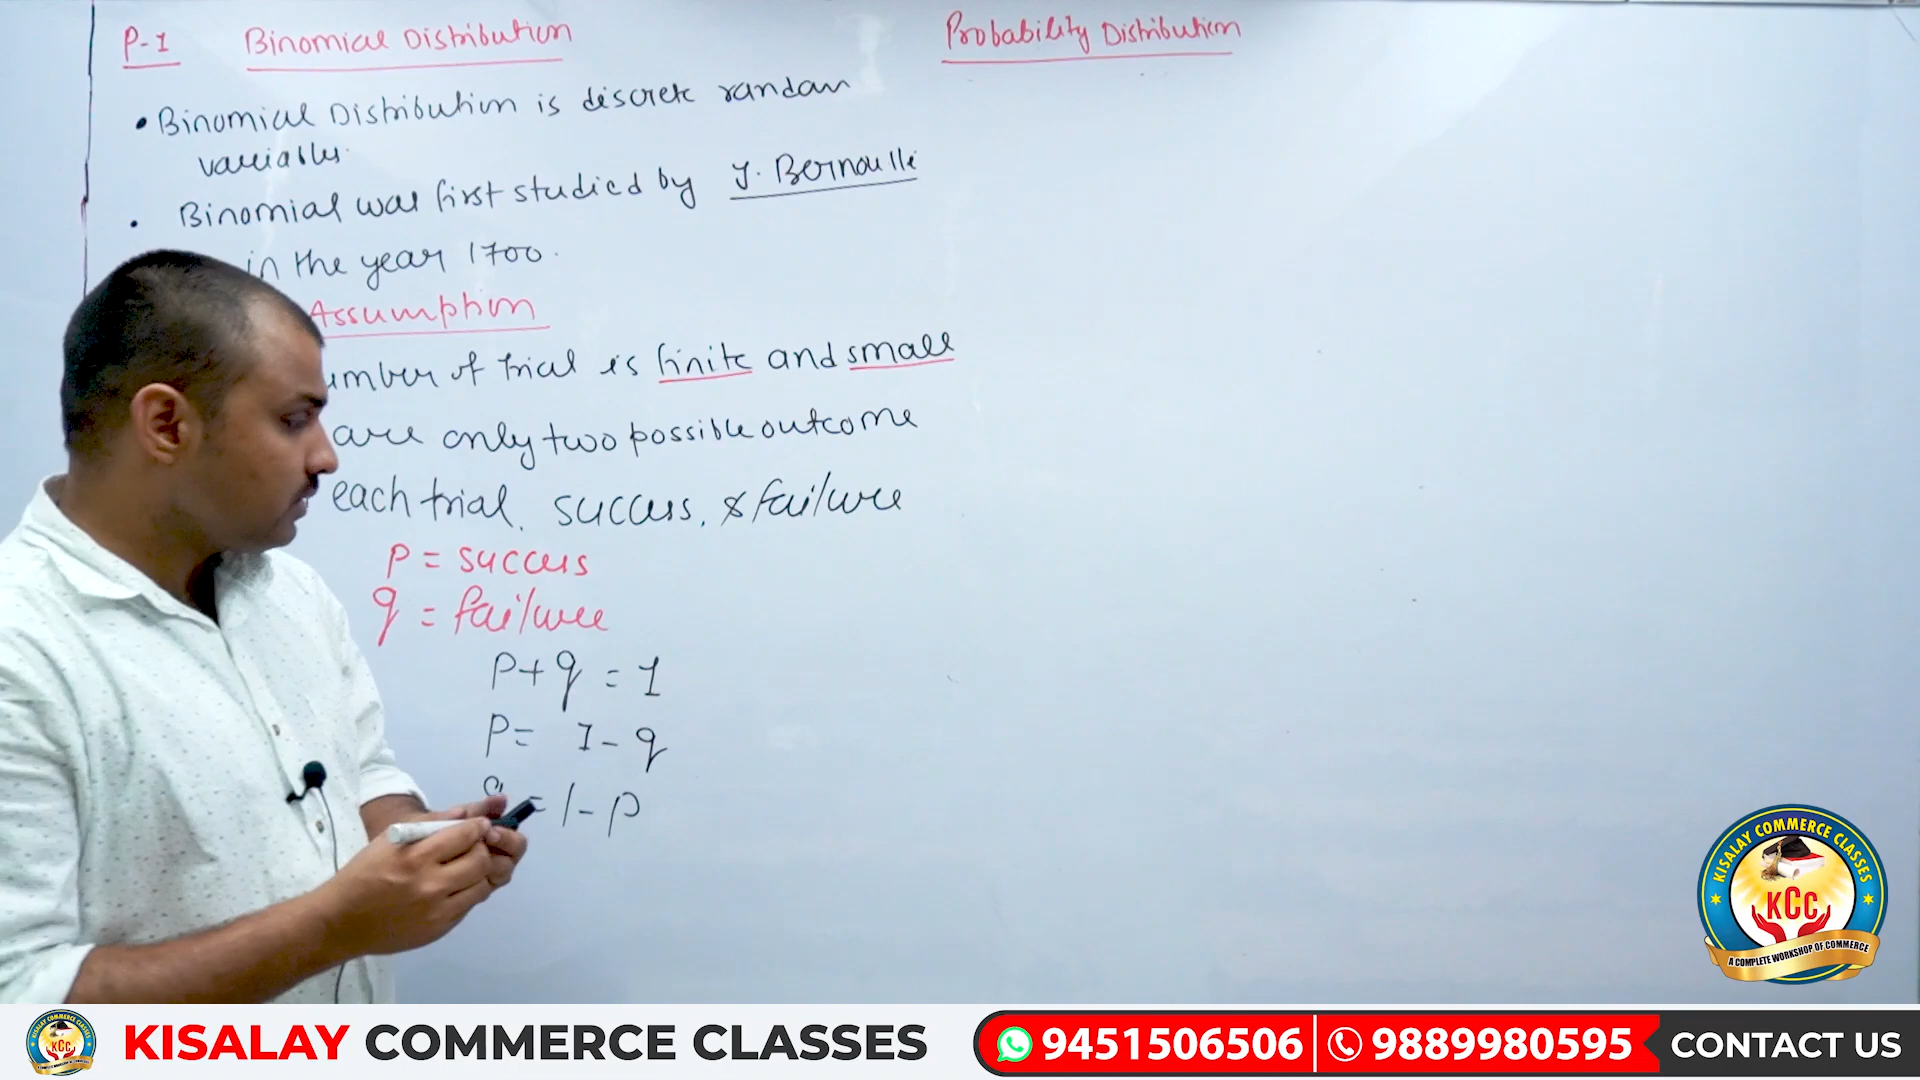 P-1 Binomial Distribution
Probability Distribution
• Binomial Distribution is discrete random
variables.
• Binomial was first studied by J. Bernoulli
in the year 1700.
Assumption
umber of trial is finite and small
are only two possible outcome
each trial. success, & failure
p = success
q = failure
p + q = 1
p = 1 - q
q = 1 - p
KISALAY COMMERCE CLASSES
KCC
A COMPLETE WORKSHOP OF COMMERCE
KISALAY COMMERCE CLASSES 9451506506 9889980595 CONTACT US